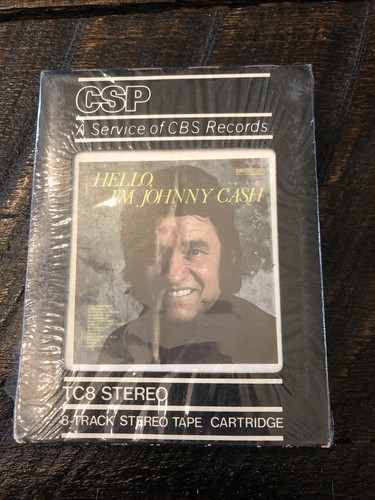 CSP
A Service of CBS Records
HELLO,
I'M JOHNNY CASH
TC8 STEREO
8-TRACK STEREO TAPE CARTRIDGE